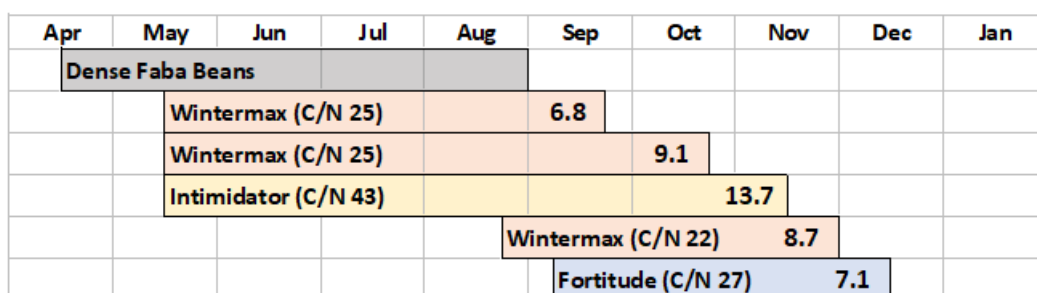 Apr May Jun Jul Aug Sep Oct Nov Dec Jan
Dense Faba Beans
Wintermax (C/N 25) 6.8
Wintermax (C/N 25) 9.1
Intimidator (C/N 43) 13.7
Wintermax (C/N 22) 8.7
Fortitude (C/N 27) 7.1